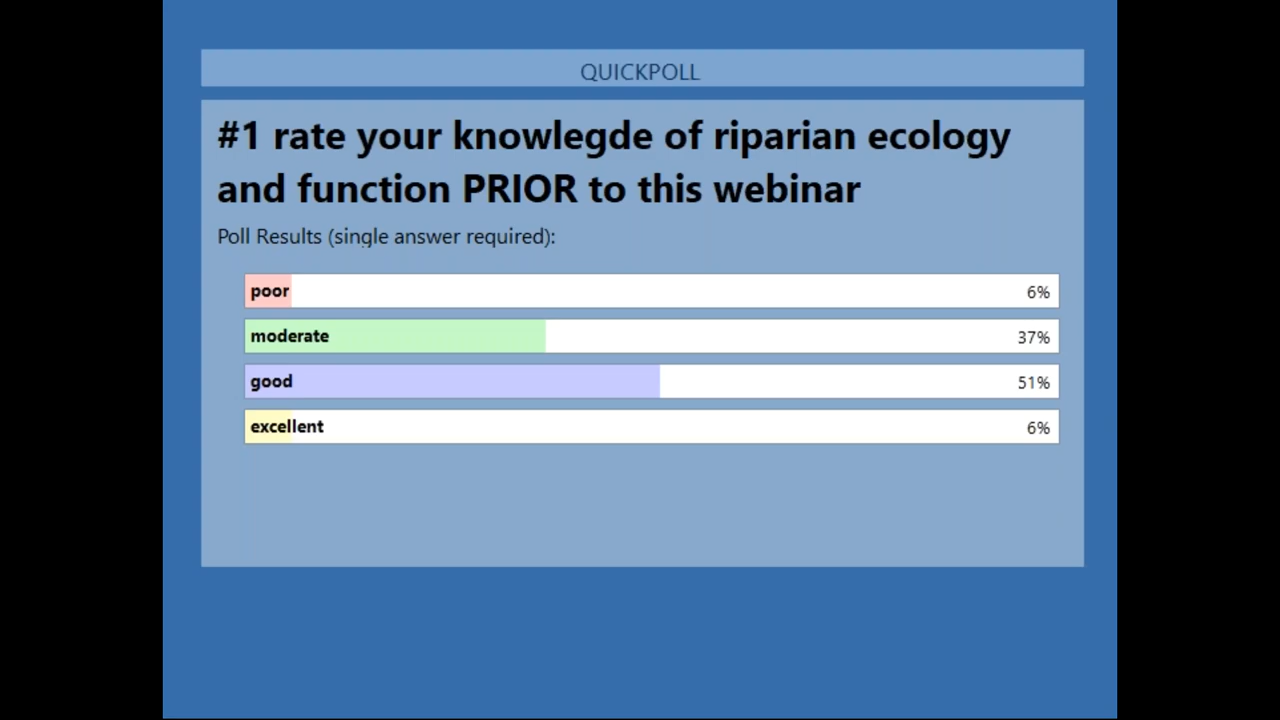 QUICKPOLL
#1 rate your knowlegde of riparian ecology
and function PRIOR to this webinar
Poll Results (single answer required):
poor 6%
moderate 37%
good 51%
excellent 6%